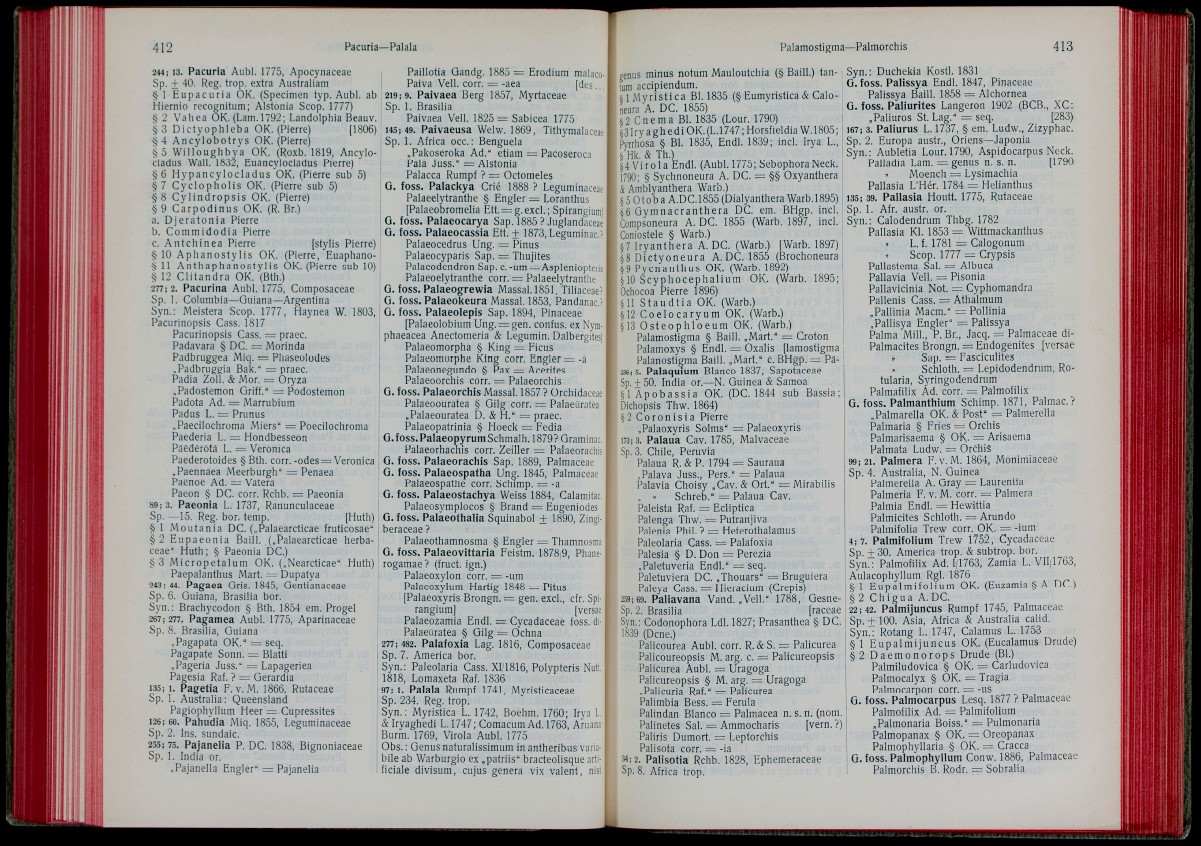 412
Pacuria—Palala
244; 13. Pacuria Aubl. 1775, Apocynaceae
Sp. ± 40. Reg. trop. extra Australiam
§ 1 Eupacuria OK. (Specimen typ. Aubl. ab
Hiernio recognitum; Alstonia Scop. 1777)
§ 2 Vahea OK. (Lam. 1792; Landolphia Beauv.
§ 3 Dictyophleba OK. (Pierre) [1806)
§ 4 Ancylobotrys OK. (Pierre)
§ 5 Willoughbya OK. (Roxb. 1819, Ancylo-
cladus Wall. 1832, Euancylocladus Pierre)
§ 6 Hypancylocladus OK. (Pierre sub 5)
§ 7 Cyclopholis OK. (Pierre sub 5)
§ 8 Cylindropsis OK. (Pierre)
§ 9 Carpodinus OK. (R. Br.)
a. Djeratonia Pierre
b. Commidodia Pierre
c. Antchinea Pierre [stylis Pierre)
§ 10 Aphanostylis OK. (Pierre, Euaphano-
§ 11 Anthaphanostylis OK. (Pierre sub 10)
§ 12 Clitandra OK. (Bth.)
277; 2. Pacurina Aubl. 1775, Composaceae
Sp. 1. Columbia—Guiana—Argentina
Syn.: Meistera Scop. 1777, Haynea W. 1803,
Pacurinopsis Cass. 1817
Pacurinopsis Cass. = praec.
Padavara § DC. = Morinda
Padbruggea Miq. = Phaseolodes
„Padbruggia Bak.“ = praec.
Padia Zoll. & Mor. = Oryza
„Padostemon Griff.“ = Podostemon
Padota Ad. = Marrubium
Padus L. = Prunus
„Paecilochroma Miers“ = Poecilochroma
Paederia L. = Hondbesseon
Paederota L. = Veronica
Paederotoides § Bth. corr. -odes = Veronica
„Paennaea Meerburgh“ = Penaea
Paenoe Ad. = Vatera
Paeon § DC. corr. Rchb. = Paeonia
89; 3. Paeonia L. 1737, Ranunculaceae
Sp. —15. Reg. bor. temp. [Huth)
§ 1 Moutania DC. („Palaearcticae fruticosae“
§ 2 Eupaeonia Baill. („Palaearcticae herba-
ceae“ Huth; § Paeonia DC.)
§ 3 Micropetalum OK. („Nearcticae“ Huth)
Paepalanthus Mart. = Dupatya
243; 44. Pagaea Gris. 1845, Gentianaceae
Sp. 6. Guiana, Brasilia bor.
Syn.: Brachycodon § Bth. 1854 em. Progel
267; 277. Pagamea Aubl. 1775, Aparinaceae
Sp. 8. Brasilia, Guiana
„Pagapata OK.“ = seq.
Pagapate Sonn. = Blatti
„Pageria Juss.“ = Lapageriea
Pagesia Raf. ? = Gerardia
135; 1. Pagetia F. v. M. 1866, Rutaceae
Sp. 1. Australia: Queensland
Pagiophyllum Heer = Cupressites
126; 60. Pahudia Miq. 1855, Leguminaceae
Sp. 2. Ins. sundaic.
255; 75. Pajanelia P. DC. 1838, Bignoniaceae
Sp. 1. India or.
„Pajanella Engler“ = Pajanelia
Paillotia Gandg. 1885 = Erodium malaco-
Paiva Vell. corr. = -aea [des...
219; 9. Paivaea Berg 1857, Myrtaceae
Sp. 1. Brasilia
Paivaea Vell. 1825 = Sabicea 1775
145; 49. Paivaeusa Welw. 1869, Tithymalaceae
Sp. 1. Africa occ.: Benguela
„Pakoseroka Ad.“ etiam = Pacoseroca
Pala Juss.“ = Alstonia
Palacca Rumpf ? = Octomeles
G. foss. Palackya Crié 1888 ? Leguminaceae
Palaeelytranthe § Engler = Loranthus
[Palaeobromelia Ett. = g. excl.; Spirangium]
G. foss. Palaeocarya Sap. 1885 ? Juglandaceae
G. foss. Palaeocassia Ett. ± 1873, Leguminac. ?
Palaeocedrus Ung. = Pinus
Palaeocyparis Sap. = Thujites
Palaeodendron Sap. c. -um = Asplenioptéris
Palaeoelytranthe corr. = Palaeelytranthe
G. foss. Palaeogrewia Massal. 1851, Tiliaceae?
G. foss. Palaeokeura Massal. 1853, Pandanac. ?
G. foss. Palaeolepis Sap. 1894, Pinaceae
[Palaeolobium Ung. = gen. confus. ex Nym-
phaeacea Anectomeria & Legumin. Dalbergites]
Palaeomorpha § King = Ficus
Palaeomorphe King corr. Engler = -a
Palaeonegundo § Pax = Acerites
Palaeoorchis corr. = Palaeorchis
G. foss. Palaeorchis Massal. 1857 ? Orchidaceae
Palaeoouratea § Gilg corr. = Palaeüratea
„Palaeouratea D. & H.“ = praec.
Palaeopatrinia § Hoeck = Fedia
G. foss. Palaeopyrum Schmalh. 1879 ? Graminac.
Palaeorhachis corr. Zeiller = Palaeorachis
G. foss. Palaeorachis Sap. 1889, Palmaceae
G. foss. Palaeospatha Ung. 1845, Palmaceae
Palaeospathe corr. Schimp. = -a
G. foss. Palaeostachya Weiss 1884, Calamitac.
Palaeosymplocos § Brand = Eugeniodes
G. foss. Palaeothalia Squinabol ± 1890, Zingi-
beraceae ?
Palaeothamnosma § Engler = Thamnosma
G. foss. Palaeovittaria Feistm. 1878/9, Phane-
rogamae ? (fruct. ign.)
Palaeoxylon corr. = -um
Palaeoxylum Hartig 1848 = Pitus
[Palaeoxyris Brongn. = gen. excl., cfr. Spi-
rangium] [versae
Palaeozamia Endl. = Cycadaceae foss. di-
Palaeüratea § Gilg = Ochna
277; 482. Palafoxia Lag. 1816, Composaceae
Sp. 7. America bor.
Syn.: Paleolaria Cass. XI/1816, Polypteris Nutt.
1818, Lomaxeta Raf. 1836
97; 1. Palala Rumpf 1741, Myristicaceae
Sp. 234. Reg. trop.
Syn.: Myristica L. 1742, Boehm. 1760; Irya L.
& Iryaghedi L. 1747; Comacum Ad. 1763, Aruana
Burm. 1769, Virola Aubl. 1775
Obs.: Genus naturalissimum in antheribus varia-
bile ab Warburgio ex „patriis“ bracteolisque arti-
ficiale divisum, cujus genera vix valent, nisi
Palamostigma—Palmorchis
413
genus minus notum Mauloutchia (§ Baill.) tan-
tum accipiendum.
§ 1 Myristica Bl. 1835 (§ Eumyristica & Calo-
neura A. DC. 1855)
§ 2 Cnema Bl. 1835 (Lour. 1790)
§ 3 Iryaghedi OK. (L. 1747; Horsfieldia W. 1805;
Pyrrhosa § Bl. 1835, Endl. 1839; incl. Irya L.,
§ Hk. & Th.)
§ 4 Virola Endl. (Aubl. 1775; Sebophora Neck.
1790; § Sychnoneura A. DC. = §§ Oxyanthera
& Amblyanthera Warb.)
§ 5 Otoba A. DC. 1855 (Dialyanthera Warb. 1895)
§ 6 Gymnacranthera DC. em. BHgp. incl.
Compsoneura A. DC. 1855 (Warb. 1897, incl.
Coniostele § Warb.)
§ 7 Iryanthera A. DC. (Warb.) [Warb. 1897)
§ 8 Dictyoneura A. DC. 1855 (Brochoneura
§ 9 Pycnanthus OK. (Warb. 1892)
§ 10 Scyphocephalium OK. (Warb. 1895;
Ochocoa Pierre 1896)
§ 11 Staudtia OK. (Warb.)
§ 12 Coelocaryum OK. (Warb.)
§ 13 Osteophloeum OK. (Warb.)
Palamostigma § Baill. „Mart.“ = Croton
Palamoxys § Endl. = Oxalis [lamostigma
Palanostigma Baill. „Mart.“ c. BHgp. = Pa-
236; 5. Palaquium Blanco 1837, Sapotaceae
Sp. ± 50. India or.—N. Guinea & Samoa
§ 1 Apobassia OK. (DC. 1844 sub Bassia;
Dichopsis Thw. 1864)
§ 2 Coronisia Pierre
„Palaoxyris Solms“ = Palaeoxyris
173; 3. Palaua Cav. 1785, Malvaceae
Sp. 3. Chile, Peruvia
Palaua R. & P. 1794 = Sauraua
„Palava Juss., Pers.“ = Palaua
Palavia Choisy „Cav. & Ort.“ = Mirabilis
„ „ Schreb.“ = Palaua Cav.
Paleista Raf. = Ecliptica
Palenga Thw. = Putranjiva
Palenia Phil. ? = Heterothalamus
Paleolaria Cass. = Palafoxia
Palesia § D. Don = Perezia
„Paletuveria Endl.“ = seq.
Paletuviera DC. „Thouars“ = Bruguiera
Paleya Cass. = Hieracium (Crepis)
259; 69. Paliavana Vand. „Vell.“ 1788, Gesne-
Sp. 2. Brasilia [raceae
Syn.: Codonophora Ldl. 1827; Prasanthea § DC.
1839 (Dcne.)
Palicourea Aubl. corr. R. & S. = Palicurea
Palicoureopsis M. arg. c. = Palicureopsis
Palicurea Aubl. = Uragoga
Palicureopsis § M. arg. = Uragoga
„Palicuria Raf.“ = Palicurea
Palimbia Bess. = Ferula
Palindan Blanco = Palmacea n. s. n. (nom.
Palinetes Sal. = Ammocharis [vern. ?)
Paliris Dumort. = Leptorchis
Palisota corr. = -ia
34; 2. Palisotia Rchb. 1828, Ephemeraceae
Sp. 8. Africa trop.
Syn.: Duchekia Kostl. 1831
G. foss. Palissya Endl. 1847, Pinaceae
Palissya Baill. 1858 = Alchornea
G. foss. Paliurites Langeron 1902 (BCB., XC:
„Paliuros St. Lag.“ = seq. [283)
167; 3. Paliurus L. 1737, § em. Ludw., Zizyphac.
Sp. 2. Europa austr., Oriens—Japonia
Syn.: Aubletia Lour. 1790, Aspidocarpus Neck.
Palladia Lam. = genus n. s. n. [1790
„ Moench = Lysimachia
Pallasia L'Hér. 1784 = Helianthus
135; 39. Pallasia Houtt. 1775, Rutaceae
Sp. 1. Afr. austr. or.
Syn.: Calodendrum Thbg. 1782
Pallasia Kl. 1853 = Wittmackanthus
„ L. f. 1781 = Calogonum
„ Scop. 1777 = Crypsis
Pallastema Sal. = Albuca
Pallavia Vell. = Pisonia
Pallavicinia Not. = Cyphomandra
Pallenis Cass. = Athalmum
„Pallinia Macm.“ = Pollinia
„Pallisya Engler“ = Palissya
Palma Mill., P. Br., Jacq. = Palmaceae di-
Palmacites Brongn. = Endogenites [versae
„ Sap. = Fasciculites
„ Schloth. = Lepidodendrum, Ro-
tularia, Syringodendrum
Palmafilix Ad. corr. = Palmofilix
G. foss. Palmanthium Schimp. 1871, Palmac. ?
„Palmarella OK. & Post“ = Palmerella
Palmaria § Fries = Orchis
Palmarisaema § OK. = Arisaema
Palmata Ludw. = Orchis
99; 21. Palmera F. v. M. 1864, Monimiaceae
Sp. 4. Australia, N. Guinea
Palmerella A. Gray = Laurentia
Palmeria F. v. M. corr. = Palmera
Palmia Endl. = Hewittia
Palmicites Schloth. = Arundo
Palmifolia Trew corr. OK. = -ium
4; 7. Palmifolium Trew 1752, Cycadaceae
Sp. ± 30. America trop. & subtrop. bor.
Syn.: Palmofilix Ad. I/1763, Zamia L. VII/1763,
Aulacophyllum Rgl. 1876
§ 1 Eupalmifolium OK. (Euzamia § A. DC.)
§ 2 Chigua A. DC.
22; 42. Palmijuncus Rumpf 1745, Palmaceae
Sp. ± 100. Asia, Africa & Australia calid.
Syn.: Rotang L. 1747, Calamus L. 1753
§ 1 Eupalmijuncus OK. (Eucalamus Drude)
§ 2 Daemonorops Drude (Bl.)
Palmiludovica § OK. = Carludovica
Palmocalyx § OK. = Tragia
Palmocarpon corr. = -us
G. foss. Palmocarpus Lesq. 1877 ? Palmaceae
Palmofilix Ad. = Palmifolium
„Palmonaria Boiss.“ = Pulmonaria
Palmopanax § OK. = Oreopanax
Palmophyllaria § OK. = Cracca
G. foss. Palmophyllum Conw. 1886, Palmaceae
Palmorchis B. Rodr. = Sobralia